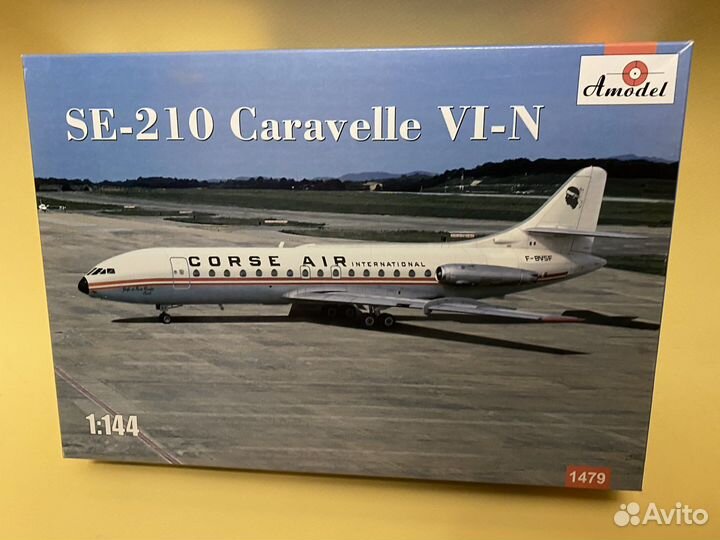 Amodel
SE-210 Caravelle VI-N
CORSE AIR INTERNATIONAL
F-BVSF
1:144
1479
Avito